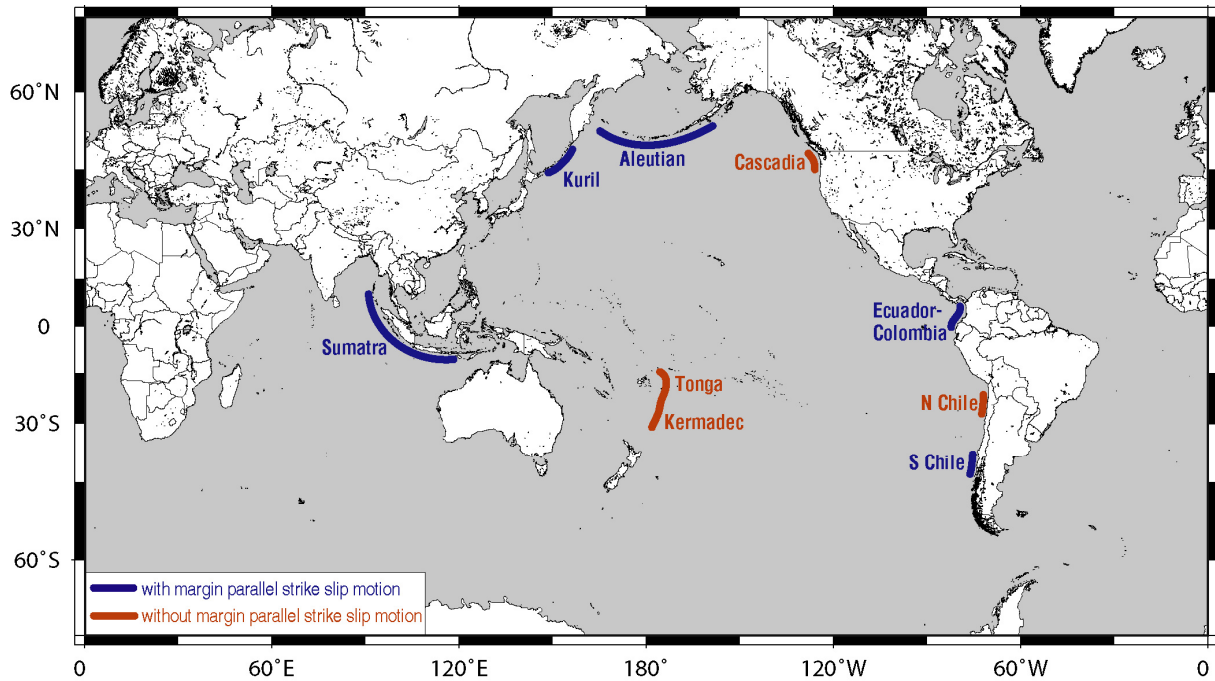 60˚N
Aleutian
Cascadia
Kuril
30˚N
Ecuador-
Colombia
0
Sumatra
Tonga
N Chile
Kermadec
30˚S
S Chile
60˚S
with margin parallel strike slip motion
without margin parallel strike slip motion
0
60˚E
120˚E
180˚
120˚W
60˚W
0